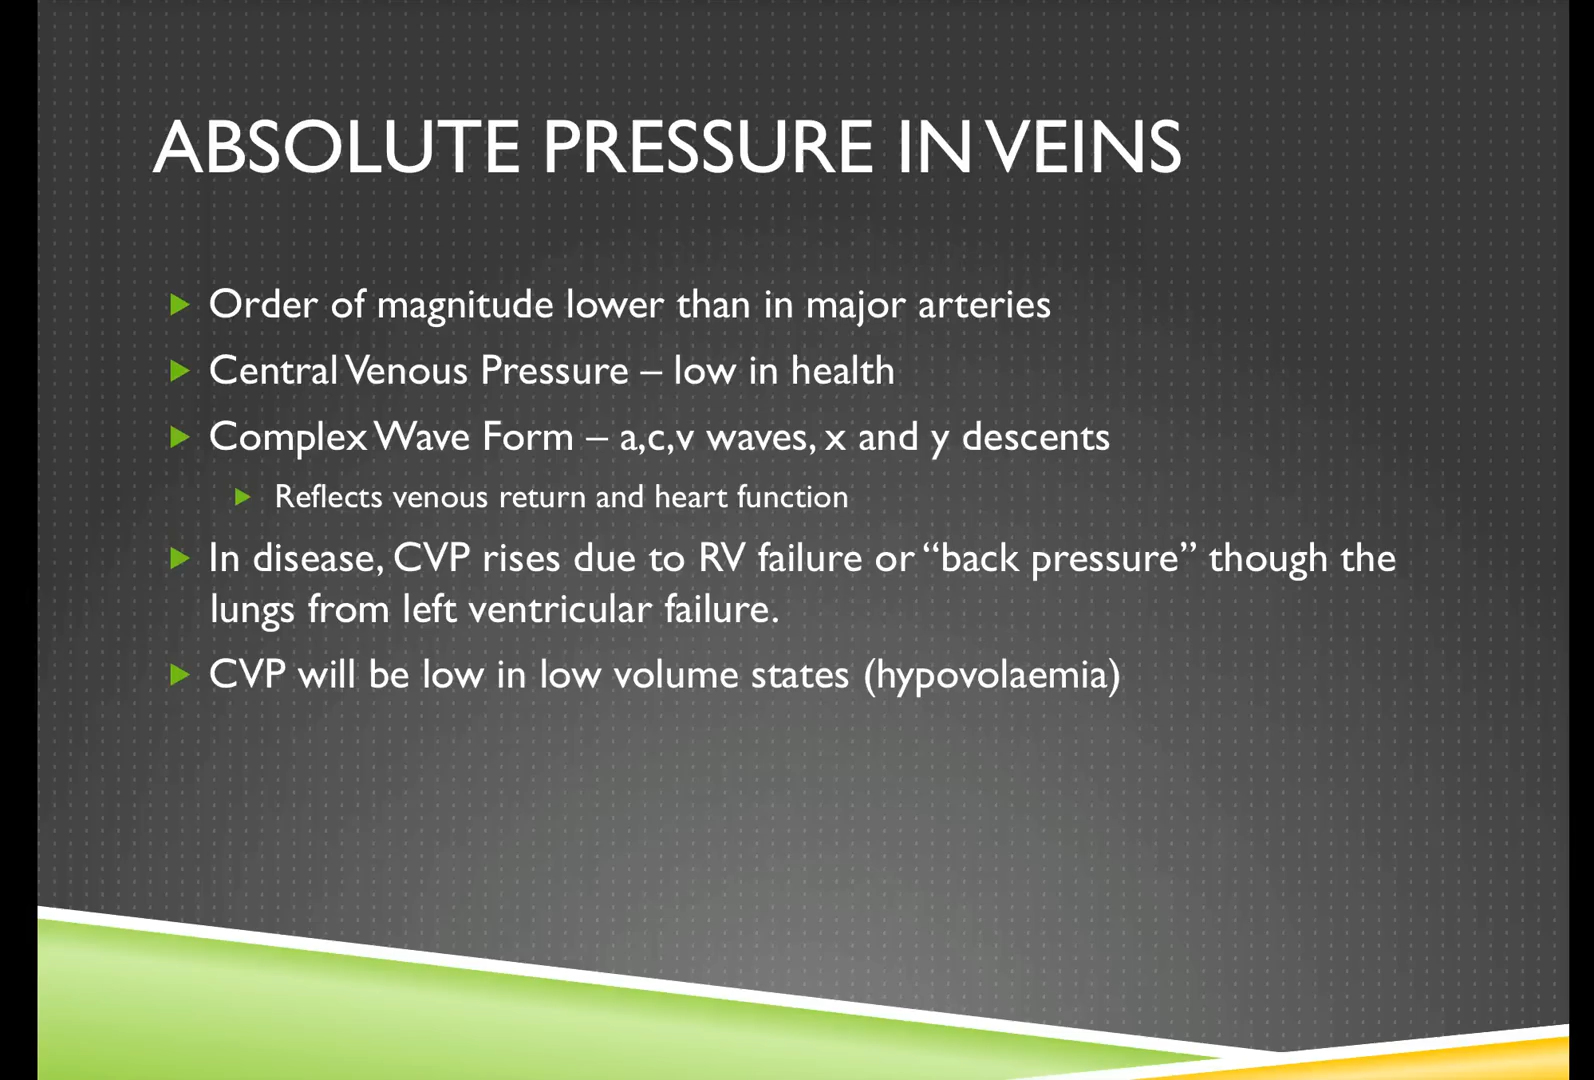 ABSOLUTE PRESSURE IN VEINS
Order of magnitude lower than in major arteries
Central Venous Pressure – low in health
Complex Wave Form – a,c,v waves, x and y descents
Reflects venous return and heart function
In disease, CVP rises due to RV failure or “back pressure” though the
lungs from left ventricular failure.
CVP will be low in low volume states (hypovolaemia)